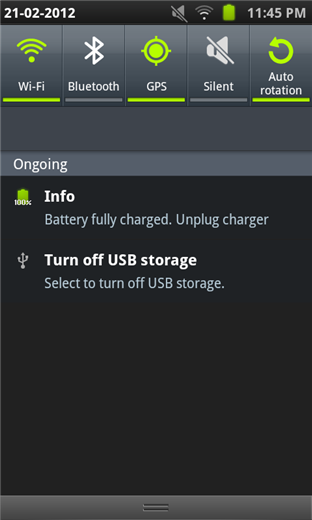 21-02-2012 11:45 PM
Wi-Fi Bluetooth GPS Silent Auto rotation
Ongoing
100%
Info
Battery fully charged. Unplug charger
Turn off USB storage
Select to turn off USB storage.